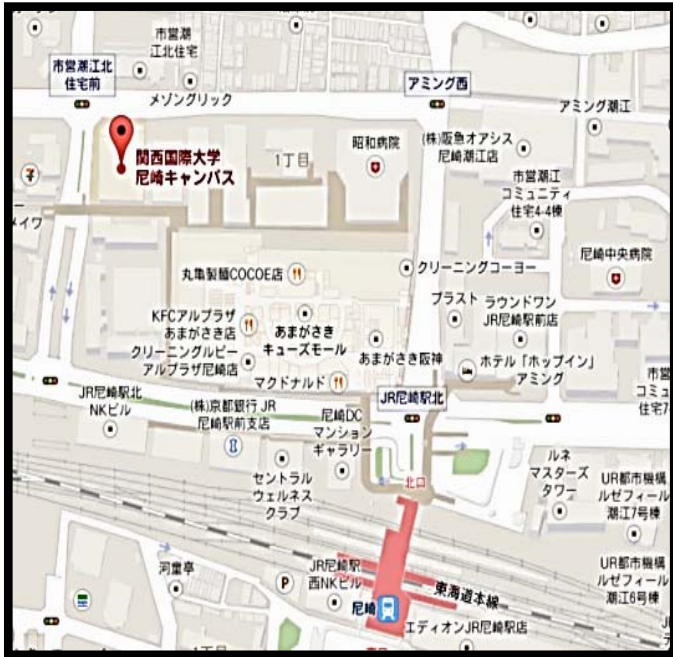 市営潮
江北住宅
市営潮江北
住宅前
アミング西
メゾングリック
アミング潮江
昭和病院
(株)阪急オアシス
尼崎潮江店
関西国際大学
尼崎キャンパス
1丁目
市営潮江
コミュニティ
住宅4-4棟
メイワ
尼崎中央病院
クリーニングコーヨー
丸亀製麺COCOE店
プラスト
ラウンドワン
JR尼崎駅前店
KFCアルプラザ
あまがさき店
あまがさき
キューズモール
クリーニングルビー
アルプラザ尼崎店
あまがさき阪神
ホテル「ホップイン」
アミング
マクドナルド
JR尼崎駅北
NKビル
(株)京都銀行 JR
尼崎駅前支店
尼崎DC
マンション
ギャラリー
JR尼崎駅北
市営
コミュ
住宅7-
セントラル
ウェルネス
クラブ
北口
ルネ
マスターズ
タワー
UR都市機構
ルゼフィール
潮江7号棟
河童亭
P
JR尼崎駅
西NKビル
東海道本線
UR都市機構
ルゼフィール
潮江6号棟
尼崎
エディオンJR尼崎駅店
1丁目